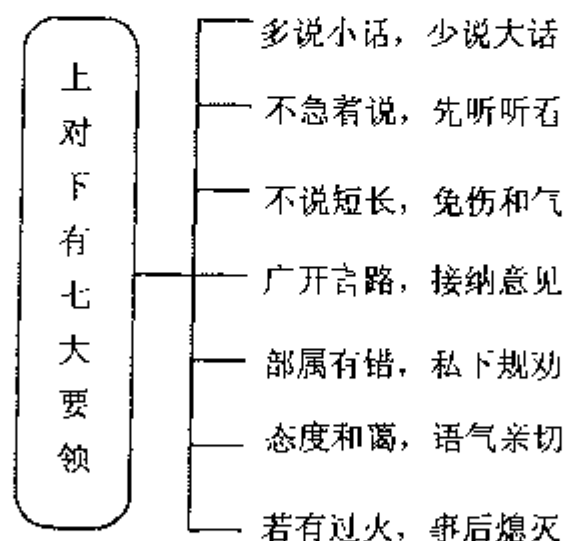 上对下有七大要领
多说小话，少说大话
不急着说，先听听看
不说短长，免伤和气
广开言路，接纳意见
部属有错，私下规劝
态度和蔼，语气亲切
若有过火，事后熄灭